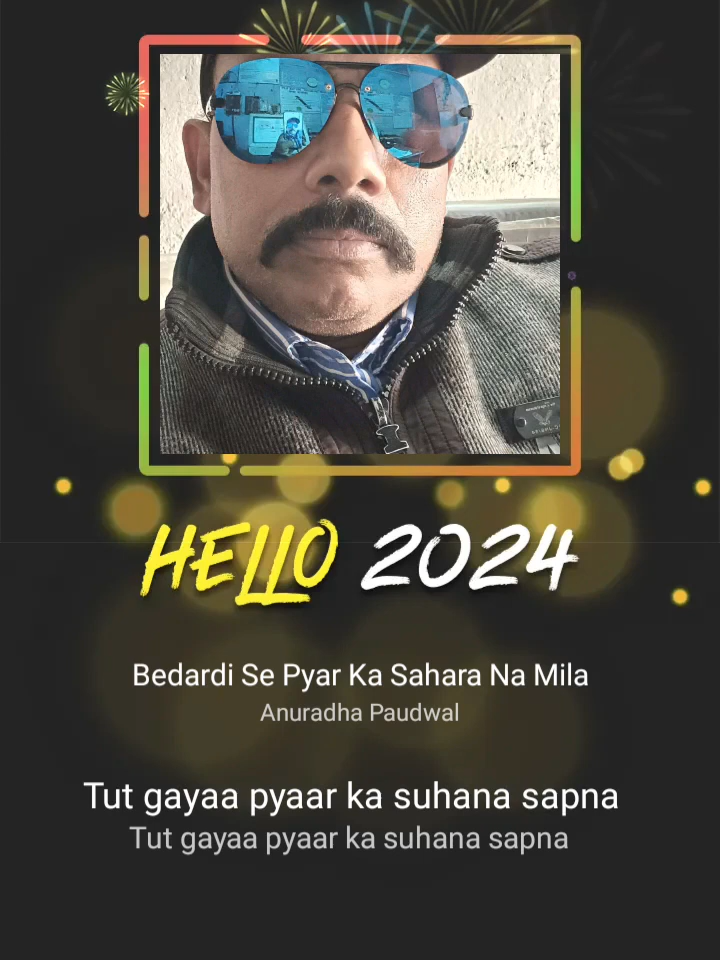 HELLO 2024
Bedardi Se Pyar Ka Sahara Na Mila
Anuradha Paudwal
Tut gayaa pyaar ka suhana sapna
Tut gayaa pyaar ka suhana sapna